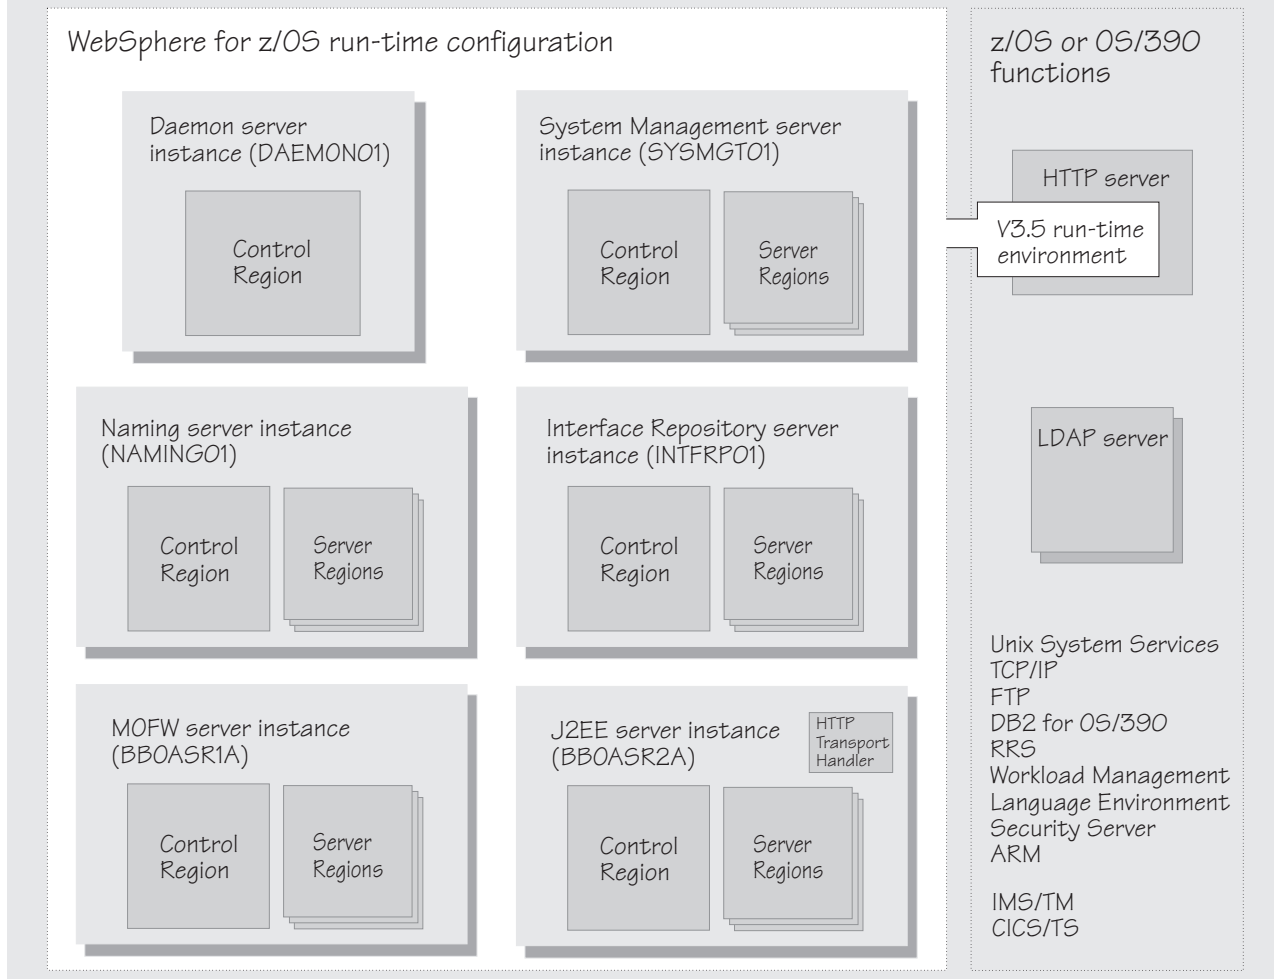 WebSphere for z/OS run-time configuration
Daemon server
instance (DAEMON01)
Control
Region
System Management server
instance (SYSMGT01)
Control
Region
Server
Regions
Naming server instance
(NAMING01)
Control
Region
Server
Regions
Interface Repository server
instance (INTFRP01)
Control
Region
Server
Regions
MOFW server instance
(BBOASR1A)
Control
Region
Server
Regions
J2EE server instance
(BBOASR2A)
HTTP
Transport
Handler
Control
Region
Server
Regions
z/OS or OS/390
functions
HTTP server
V3.5 run-time
environment
LDAP server
Unix System Services
TCP/IP
FTP
DB2 for OS/390
RRS
Workload Management
Language Environment
Security Server
ARM
IMS/TM
CICS/TS